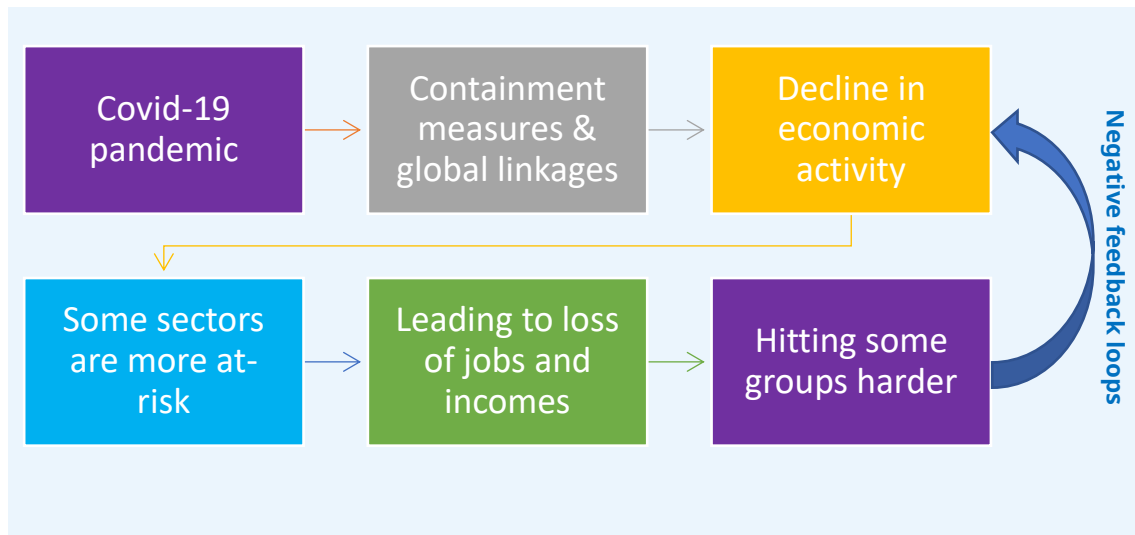 Covid-19
pandemic
Containment
measures &
global linkages
Decline in
economic
activity
Negative feedback loops
Some sectors
are more at-
risk
Leading to loss
of jobs and
incomes
Hitting some
groups harder